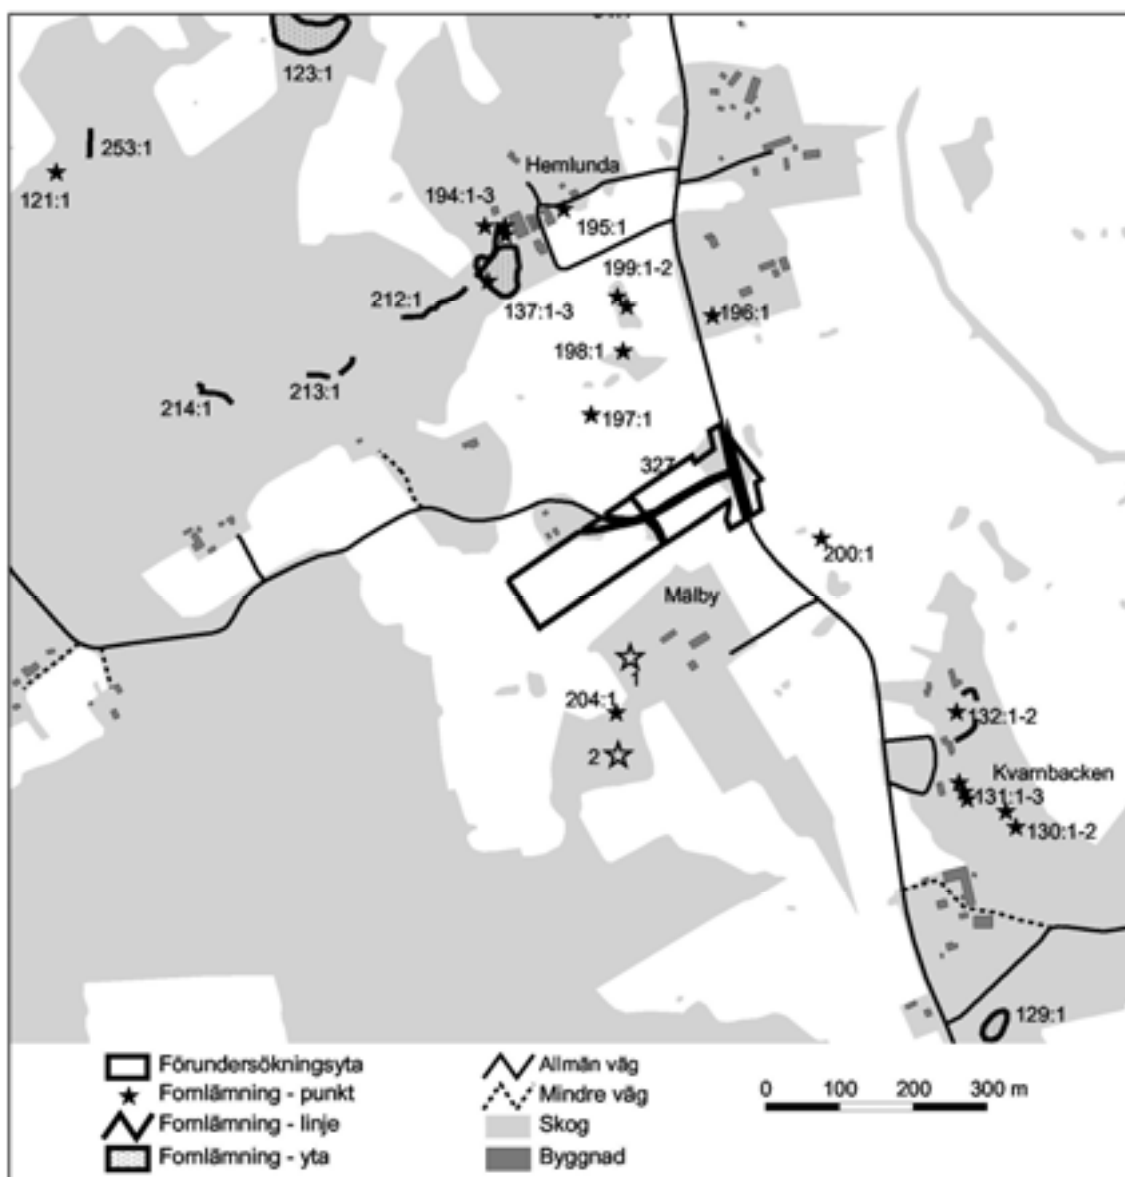 123:1
253:1
121:1
Hemlunda
194:1-3
195:1
199:1-2
212:1
137:1-3
196:1
198:1
213:1
214:1
197:1
327
200:1
Mälby
1
204:1
132:1-2
2
Kvarnbacken
131:1-3
130:1-2
129:1
Förundersökningsyta
Fornlämning - punkt
Fornlämning - linje
Fornlämning - yta
Allmän väg
Mindre väg
Skog
Byggnad
0 100 200 300 m